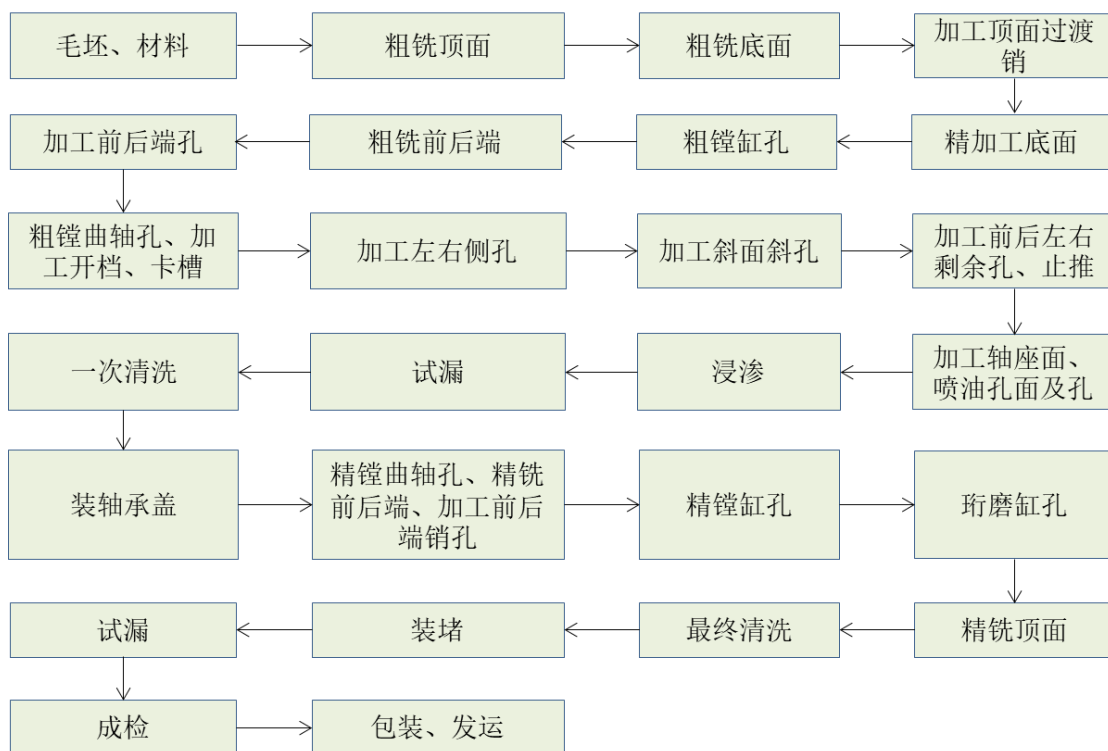 毛坯、材料
粗铣顶面
粗铣底面
加工顶面过渡
销
加工前后端孔
粗铣前后端
粗镗缸孔
精加工底面
粗镗曲轴孔、加
工开档、卡槽
加工左右侧孔
加工斜面斜孔
加工前后左右
剩余孔、止推
一次清洗
试漏
浸渗
加工轴座面、
喷油孔面及孔
装轴承盖
精镗曲轴孔、精铣
前后端、加工前后
端销孔
精镗缸孔
珩磨缸孔
试漏
装堵
最终清洗
精铣顶面
成检
包装、发运